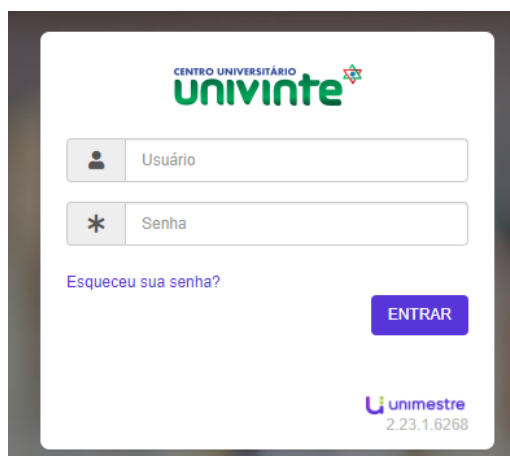 CENTRO UNIVERSITÁRIO
univinte
Usuário
Senha
Esqueceu sua senha?
ENTRAR
unimestre
2.23.1.6268